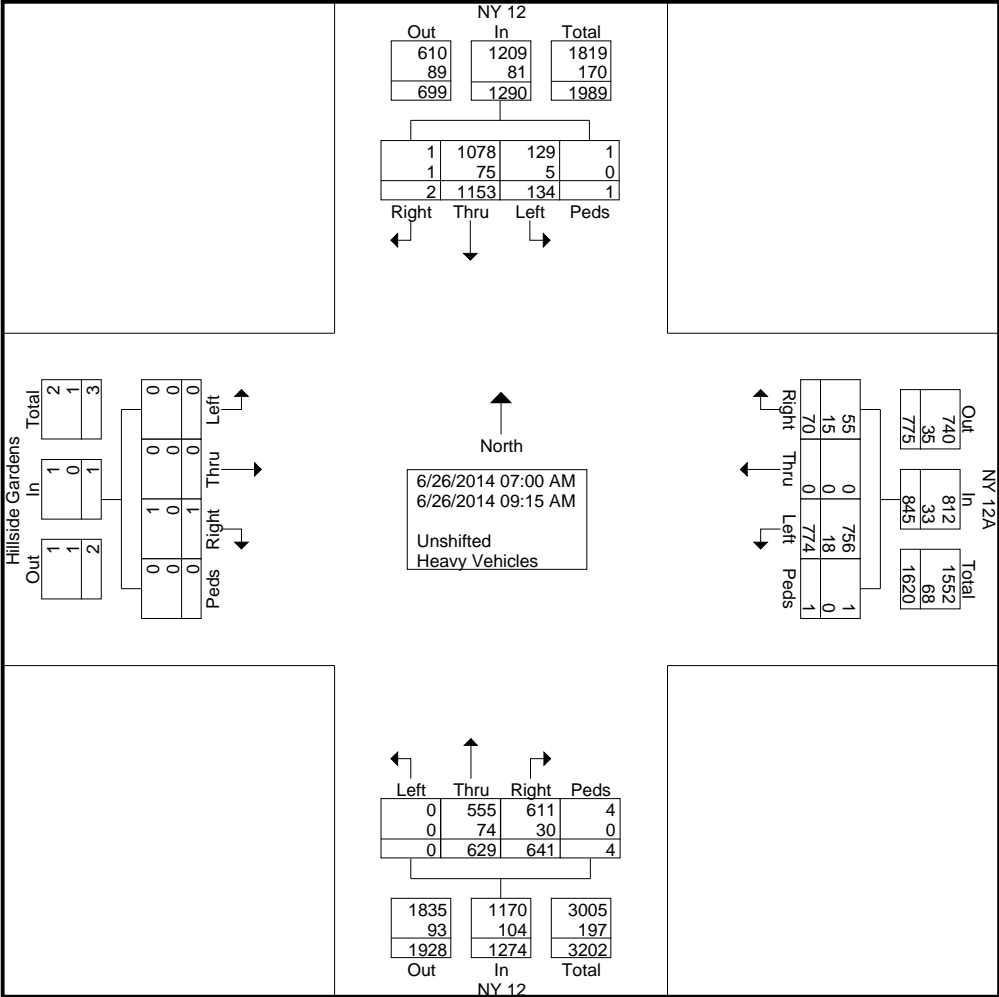 NY 12
Out In Total
610 1209 1819
89 81 170
699 1290 1989
1 1078 129 1
1 75 5 0
2 1153 134 1
Right Thru Left Peds
Hillside Gardens
Total In Out
2 1 1
1 0 1
3 1 2
0 0 1 0
0 0 0 0
0 0 1 0
Left Thru Right Peds
North
6/26/2014 07:00 AM
6/26/2014 09:15 AM
Unshifted
Heavy Vehicles
NY 12A
Out In Total
740 812 1552
35 33 68
775 845 1620
55 0 756 1
15 0 18 0
70 0 774 1
Right Thru Left Peds
Left Thru Right Peds
0 555 611 4
0 74 30 0
0 629 641 4
1835 1170 3005
93 104 197
1928 1274 3202
Out In Total
NY 12